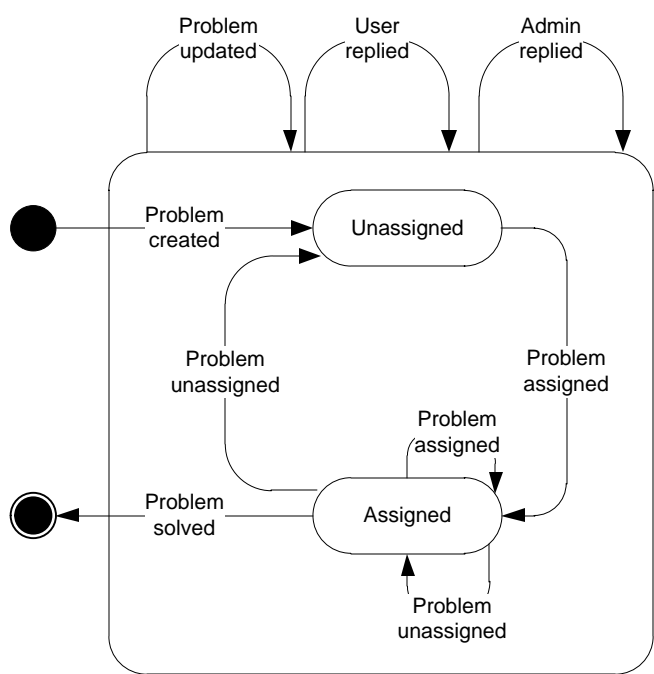 Problem
updated
User
replied
Admin
replied
Problem
created
Unassigned
Problem
unassigned
Problem
assigned
Problem
assigned
Problem
solved
Assigned
Problem
unassigned